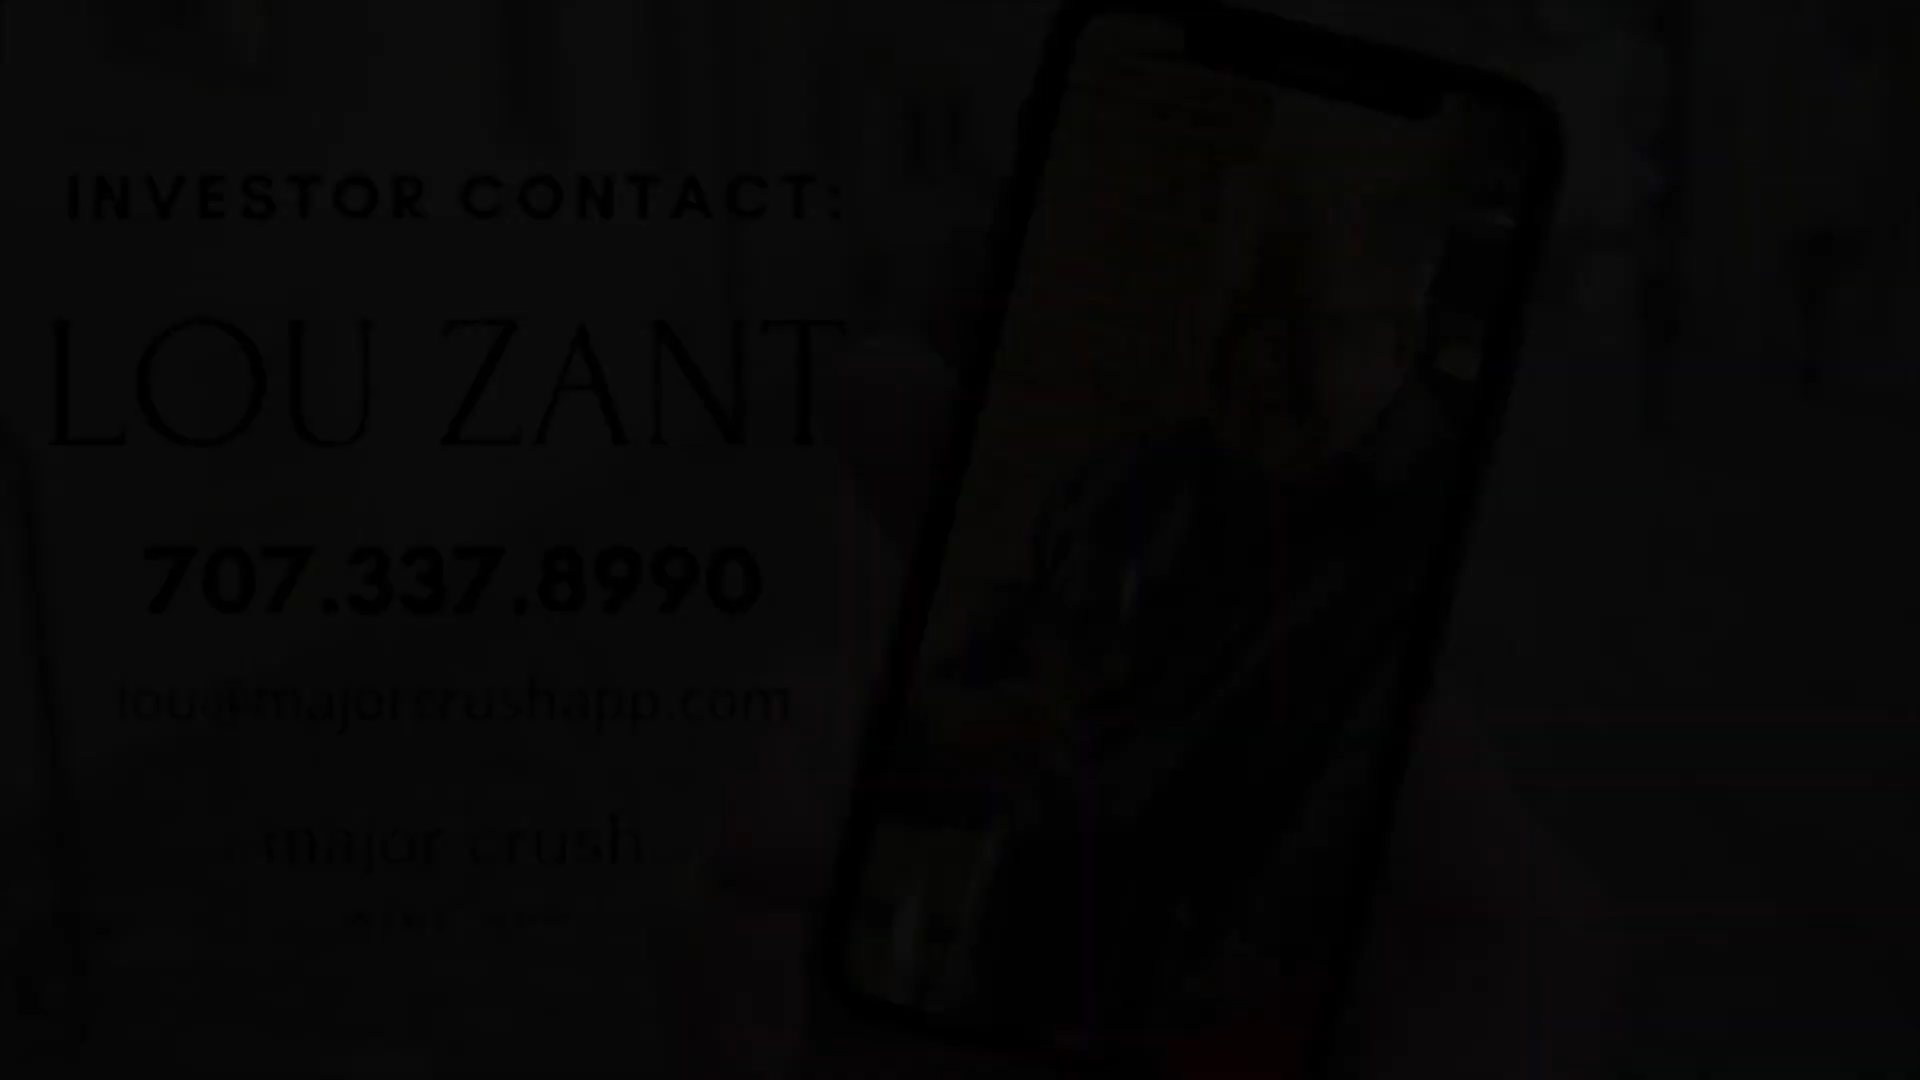 INVESTOR CONTACT:
LOU ZANT
707.337.8990
lou@majorcrushapp.com
major crush